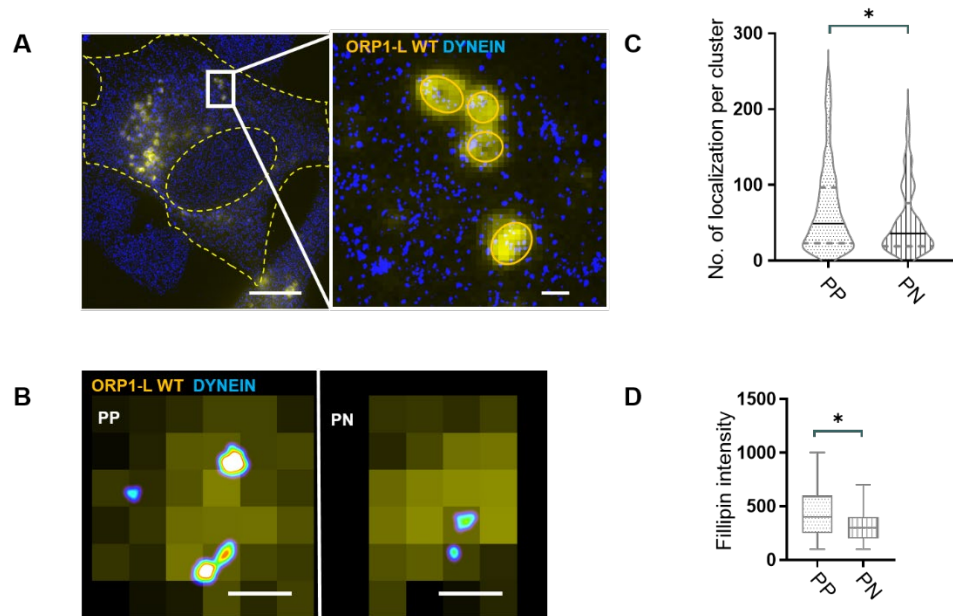 A
ORP1-L WT DYNEIN
B
ORP1-L WT DYNEIN
PP
PN
C
*
No. of localization per cluster
300
200
100
0
PP
PN
D
*
Fillipin intensity
1500
1000
500
0
PP
PN